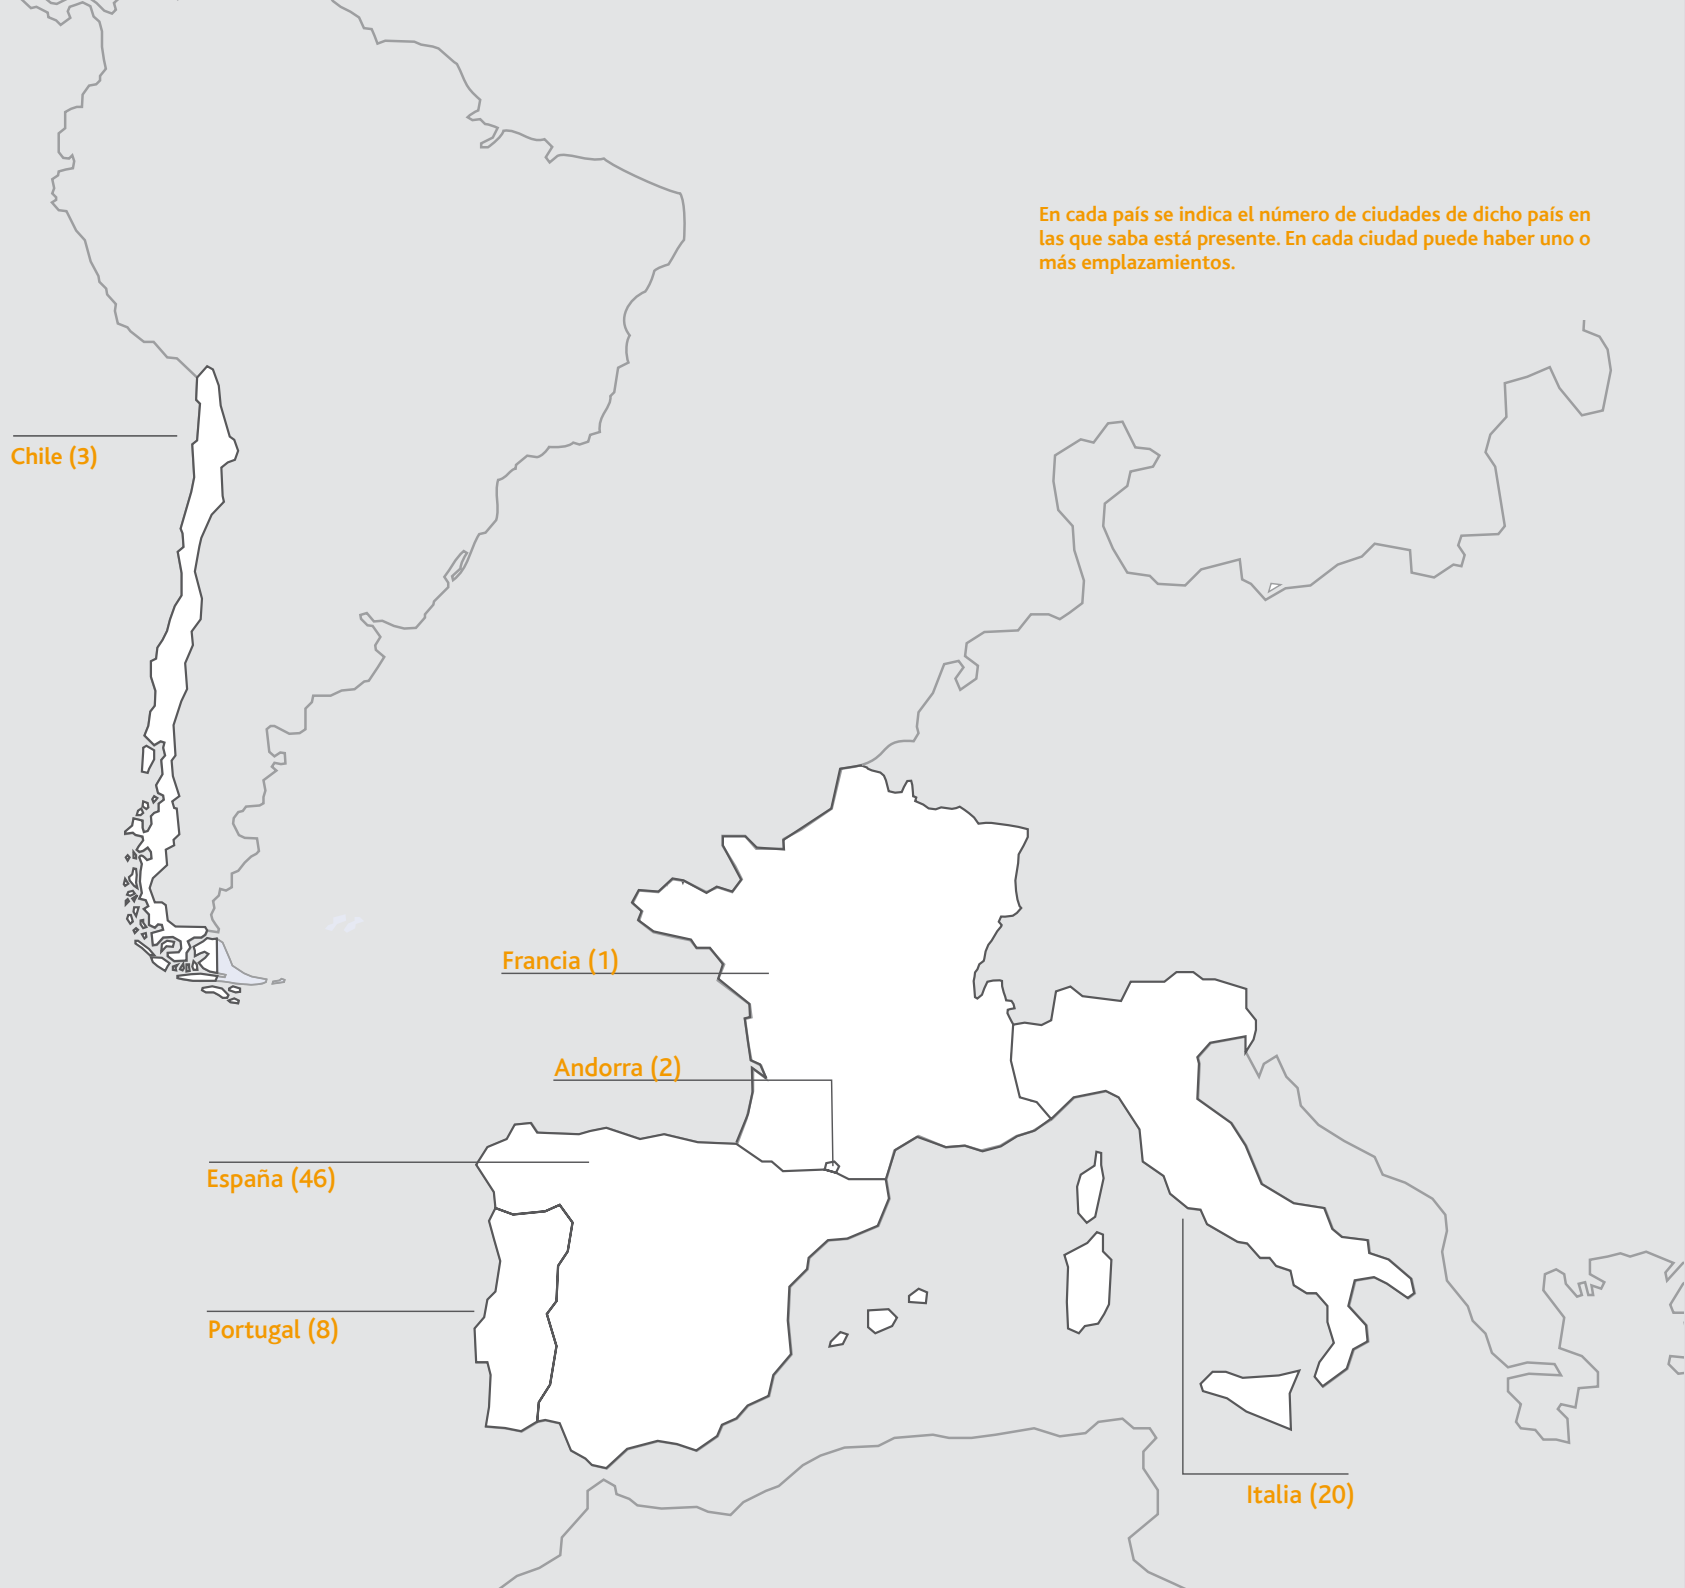 En cada país se indica el número de ciudades de dicho país en
las que saba está presente. En cada ciudad puede haber uno o
más emplazamientos.
Chile (3)
Francia (1)
Andorra (2)
España (46)
Portugal (8)
Italia (20)